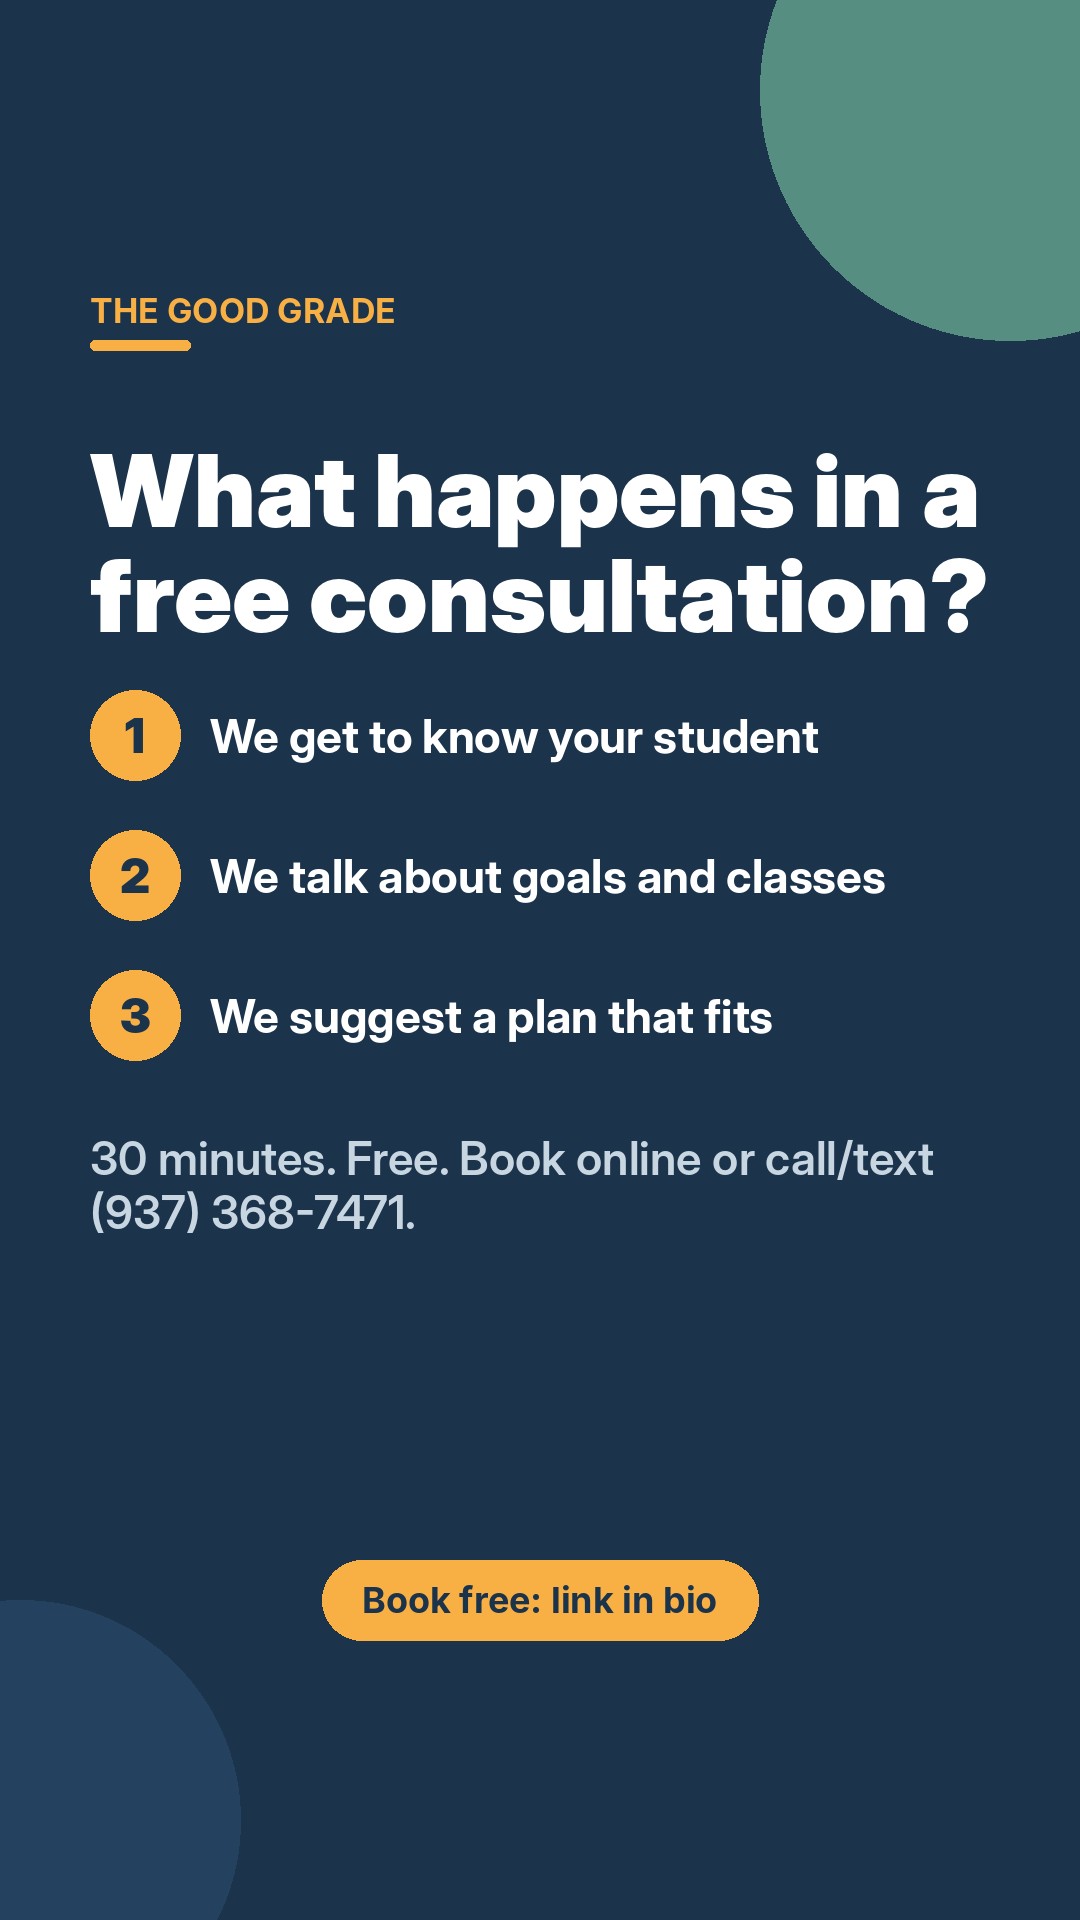 THE GOOD GRADE
What happens in a
free consultation?
1 We get to know your student
2 We talk about goals and classes
3 We suggest a plan that fits
30 minutes. Free. Book online or call/text
(937) 368-7471.
Book free: link in bio